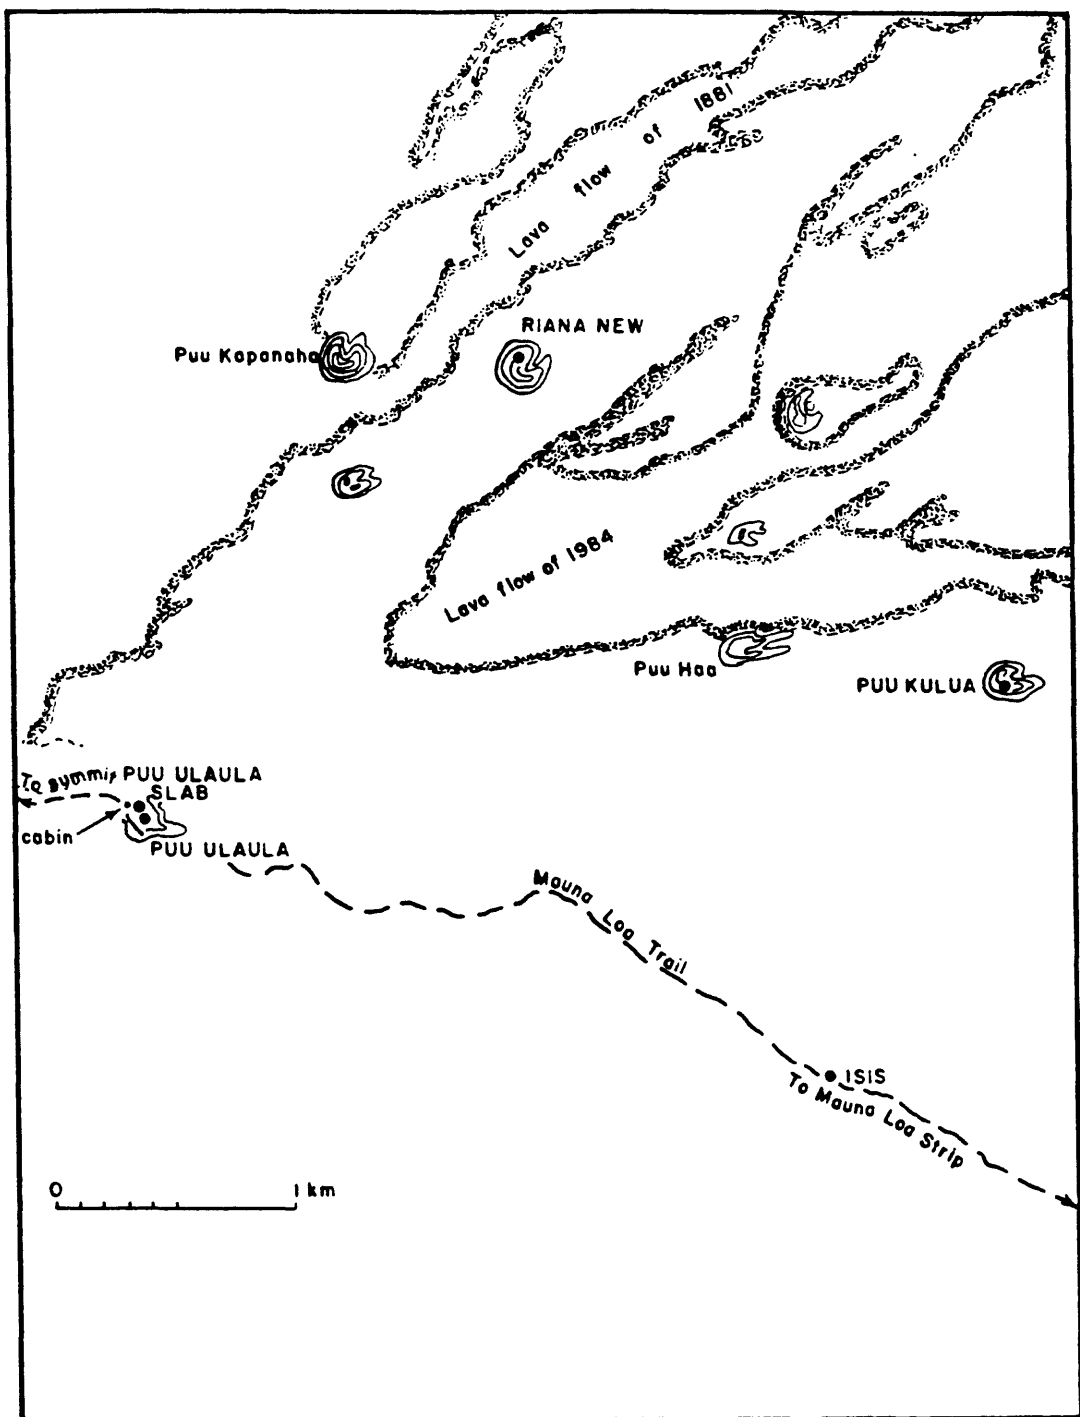 Lava flow of 1881
RIANA NEW
Puu Kapanaha
Lava flow of 1984
Puu Haa
PUU KULUA
To summit
PUU ULAULA
SLAB
cabin
PUU ULAULA
Mauna Loa Trail
ISIS
To Mauna Loa Strip
0 1 km